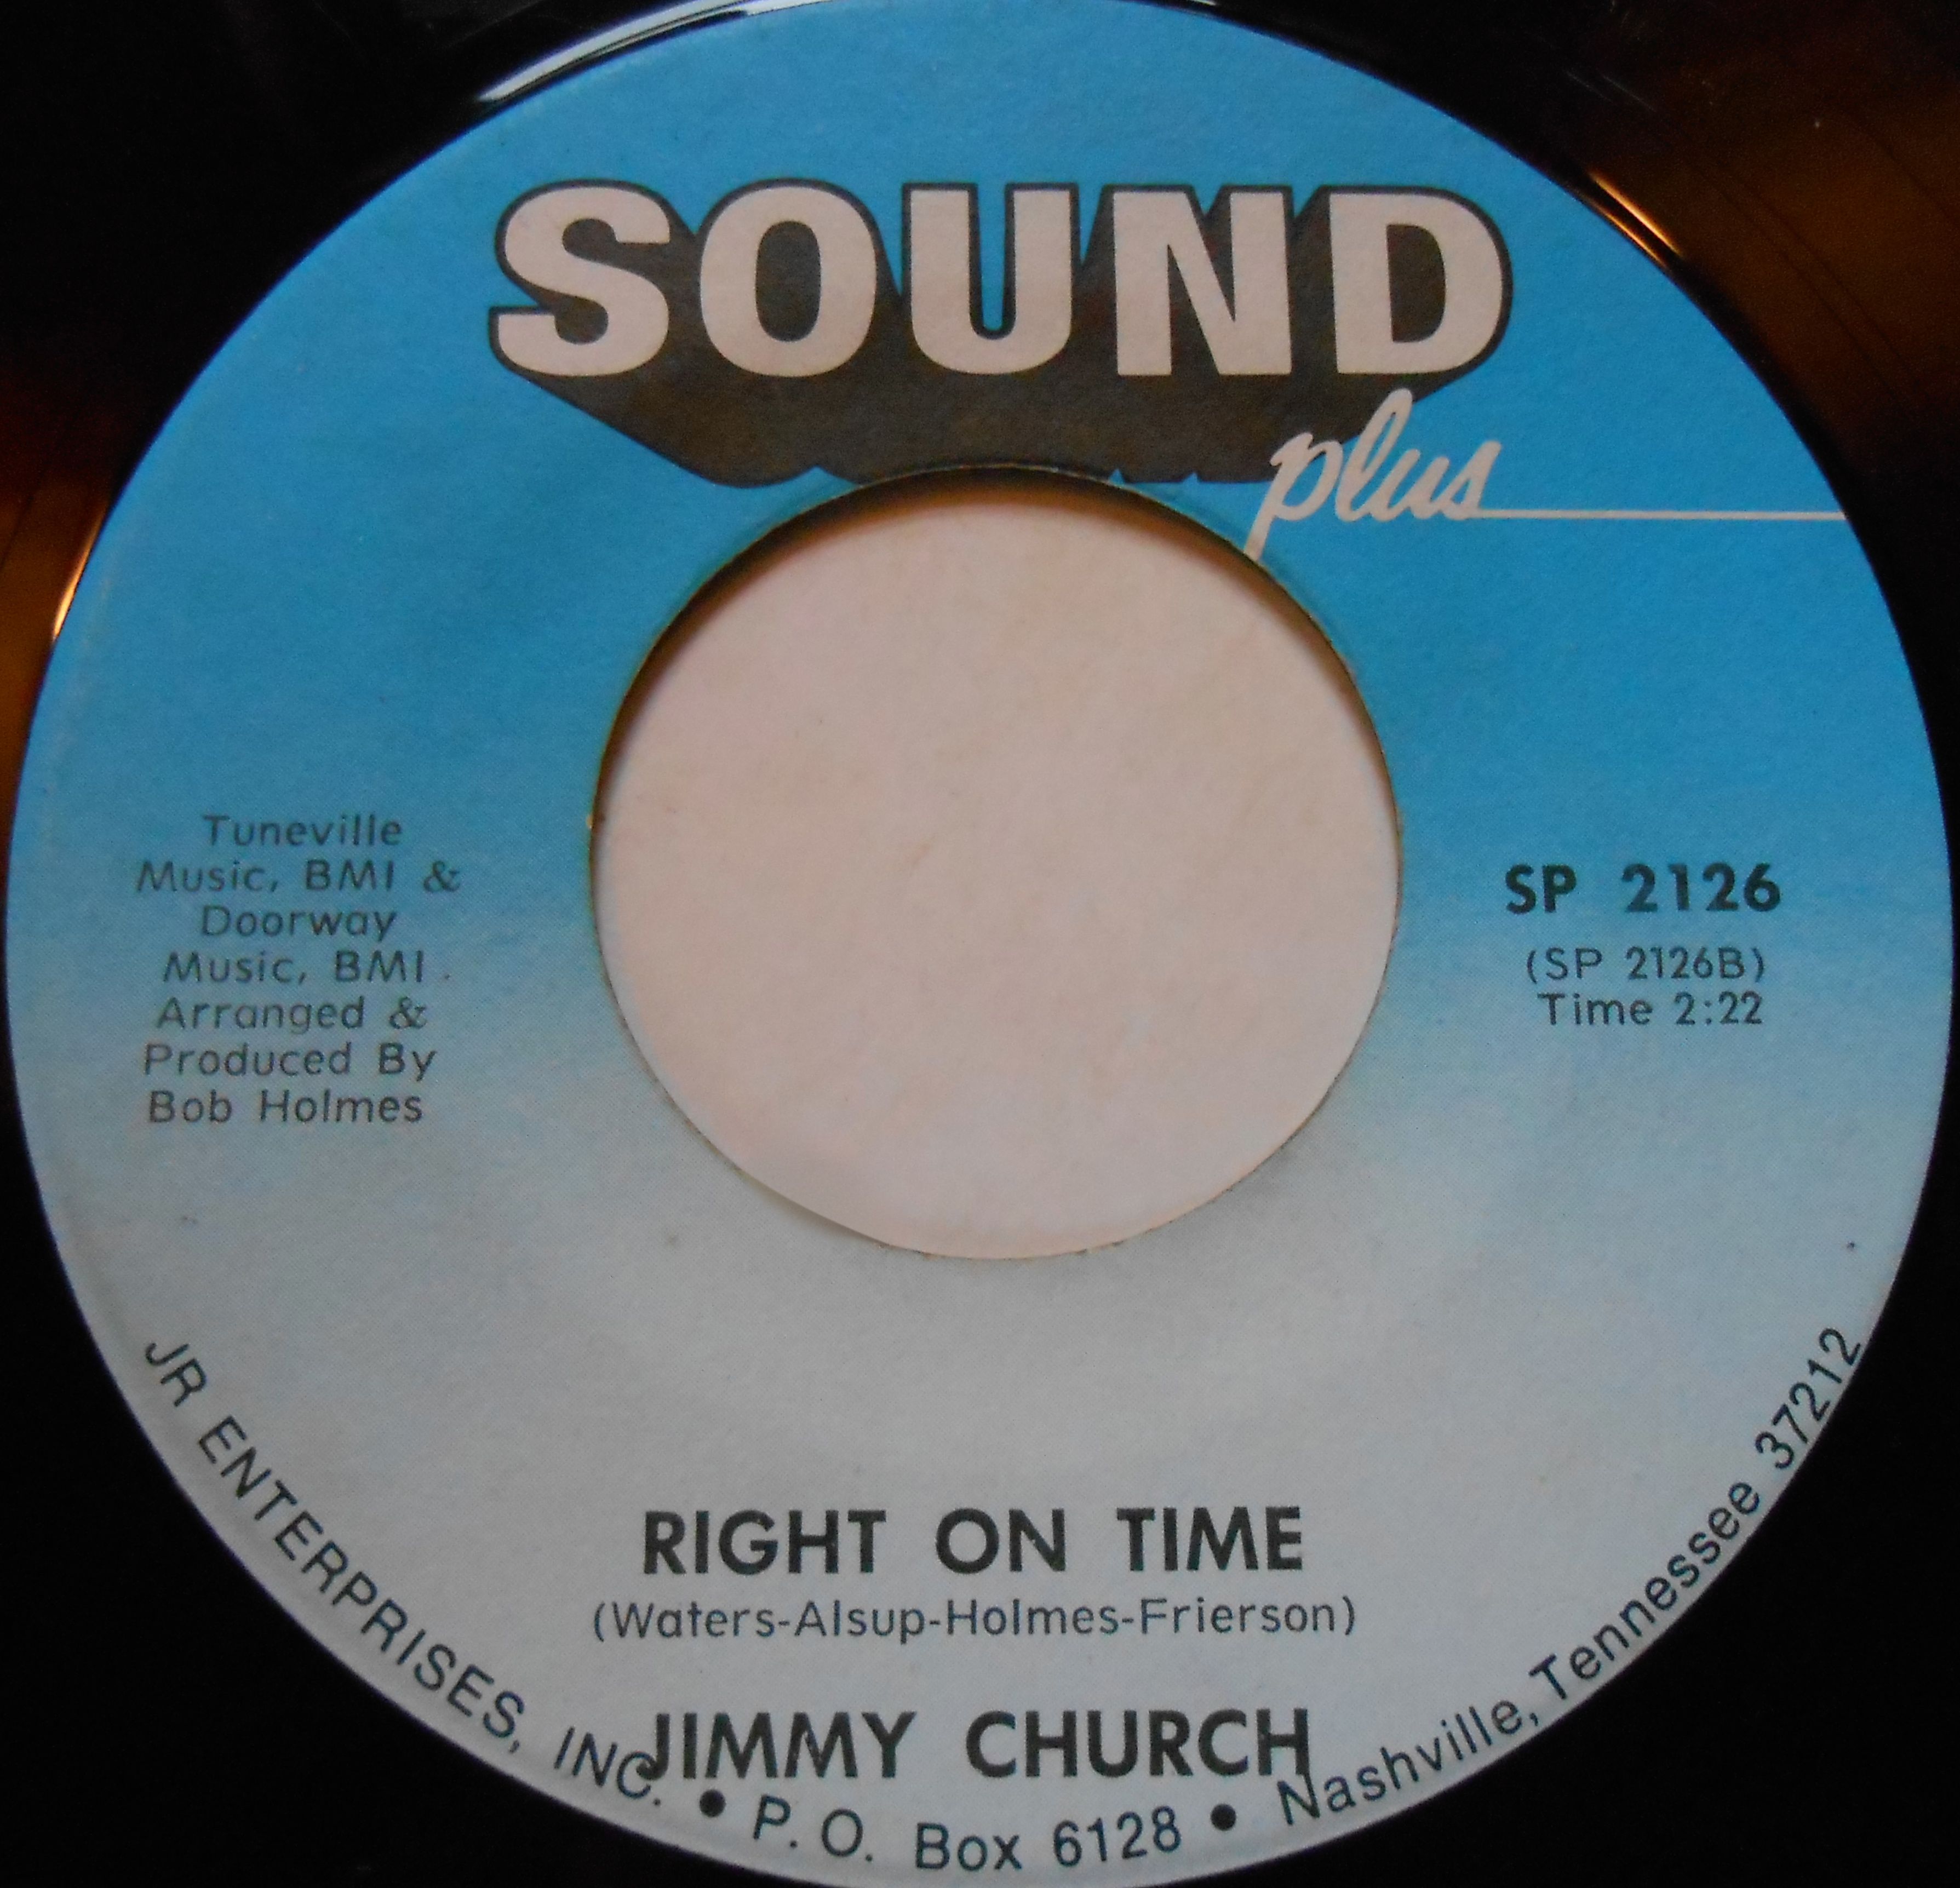 SOUND
plus
Tuneville
Music, BMI &
Doorway
Music, BMI.
Arranged &
Produced By
Bob Holmes
SP 2126
(SP 2126B)
Time 2:22
RIGHT ON TIME
(Waters-Alsup-Holmes-Frierson)
JIMMY CHURCH
JR ENTERPRISES, INC. • P. O. Box 6128 • Nashville, Tennessee 37212